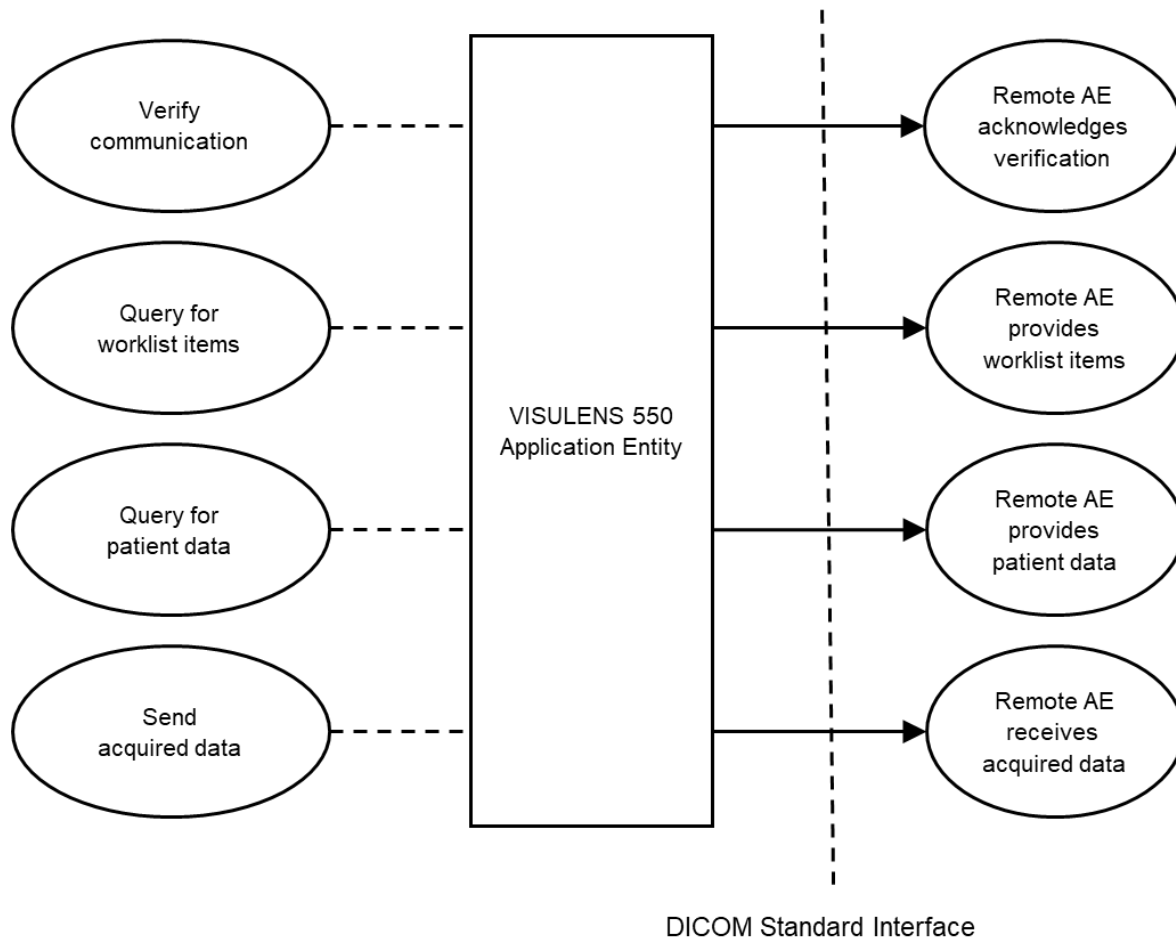 Verify
communication
Remote AE
acknowledges
verification
Query for
worklist items
Remote AE
provides
worklist items
VISULENS 550
Application Entity
Query for
patient data
Remote AE
provides
patient data
Send
acquired data
Remote AE
receives
acquired data
DICOM Standard Interface